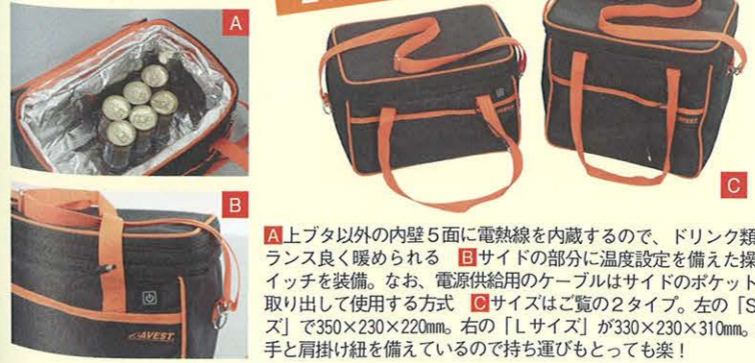 A
B
C
AVEST
AVEST
A上ブタ以外の内壁5面に電熱線を内蔵するので、ドリンク類
ランス良く暖められる Bサイドの部分に温度設定を備えた操
イッチを装備。なお、電源供給用のケーブルはサイドのポケット
取り出して使用する方式 Cサイズはご覧の2タイプ。左の「S
ズ」で350×230×220mm。右の「Lサイズ」が330×230×310mm。
手と肩掛け紐を備えているので持ち運びもとっても楽！